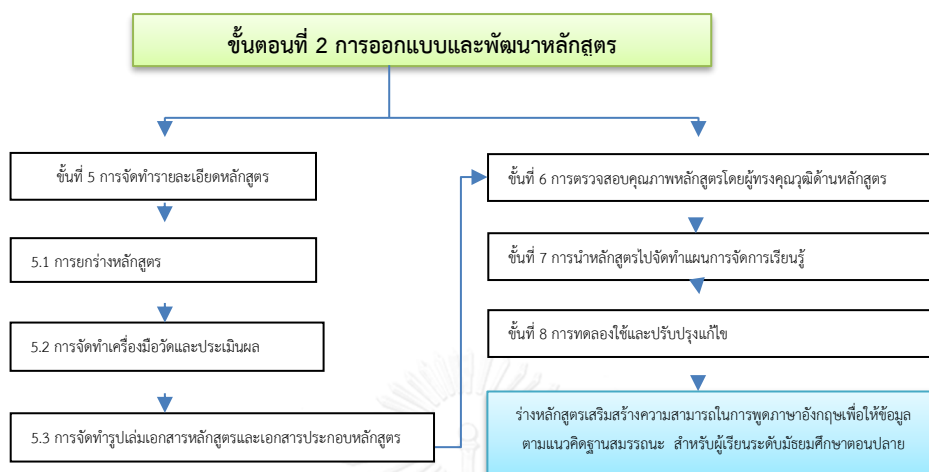 ขั้นตอนที่ 2 การออกแบบและพัฒนาหลักสูตร
ขั้นที่ 5 การจัดทำรายละเอียดหลักสูตร
5.1 การยกร่างหลักสูตร
5.2 การจัดทำเครื่องมือวัดและประเมินผล
5.3 การจัดทำรูปเล่มเอกสารหลักสูตรและเอกสารประกอบหลักสูตร
ขั้นที่ 6 การตรวจสอบคุณภาพหลักสูตรโดยผู้ทรงคุณวุฒิด้านหลักสูตร
ขั้นที่ 7 การนำหลักสูตรไปจัดทำแผนการจัดการเรียนรู้
ขั้นที่ 8 การทดลองใช้และปรับปรุงแก้ไข
ร่างหลักสูตรเสริมสร้างความสามารถในการพูดภาษาอังกฤษเพื่อให้ข้อมูล
ตามแนวคิดฐานสมรรถนะ สำหรับผู้เรียนระดับมัธยมศึกษาตอนปลาย